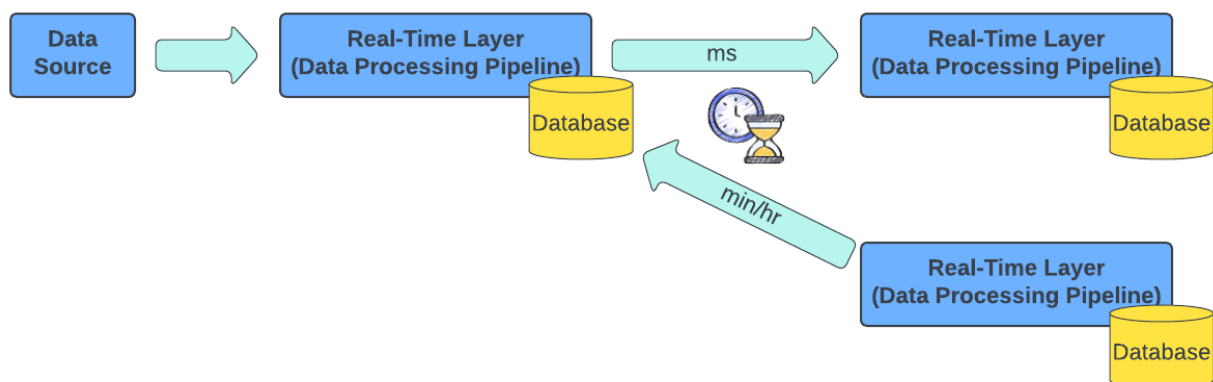 Data
Source
Real-Time Layer
(Data Processing Pipeline)
Database
ms
Real-Time Layer
(Data Processing Pipeline)
Database
min/hr
Real-Time Layer
(Data Processing Pipeline)
Database